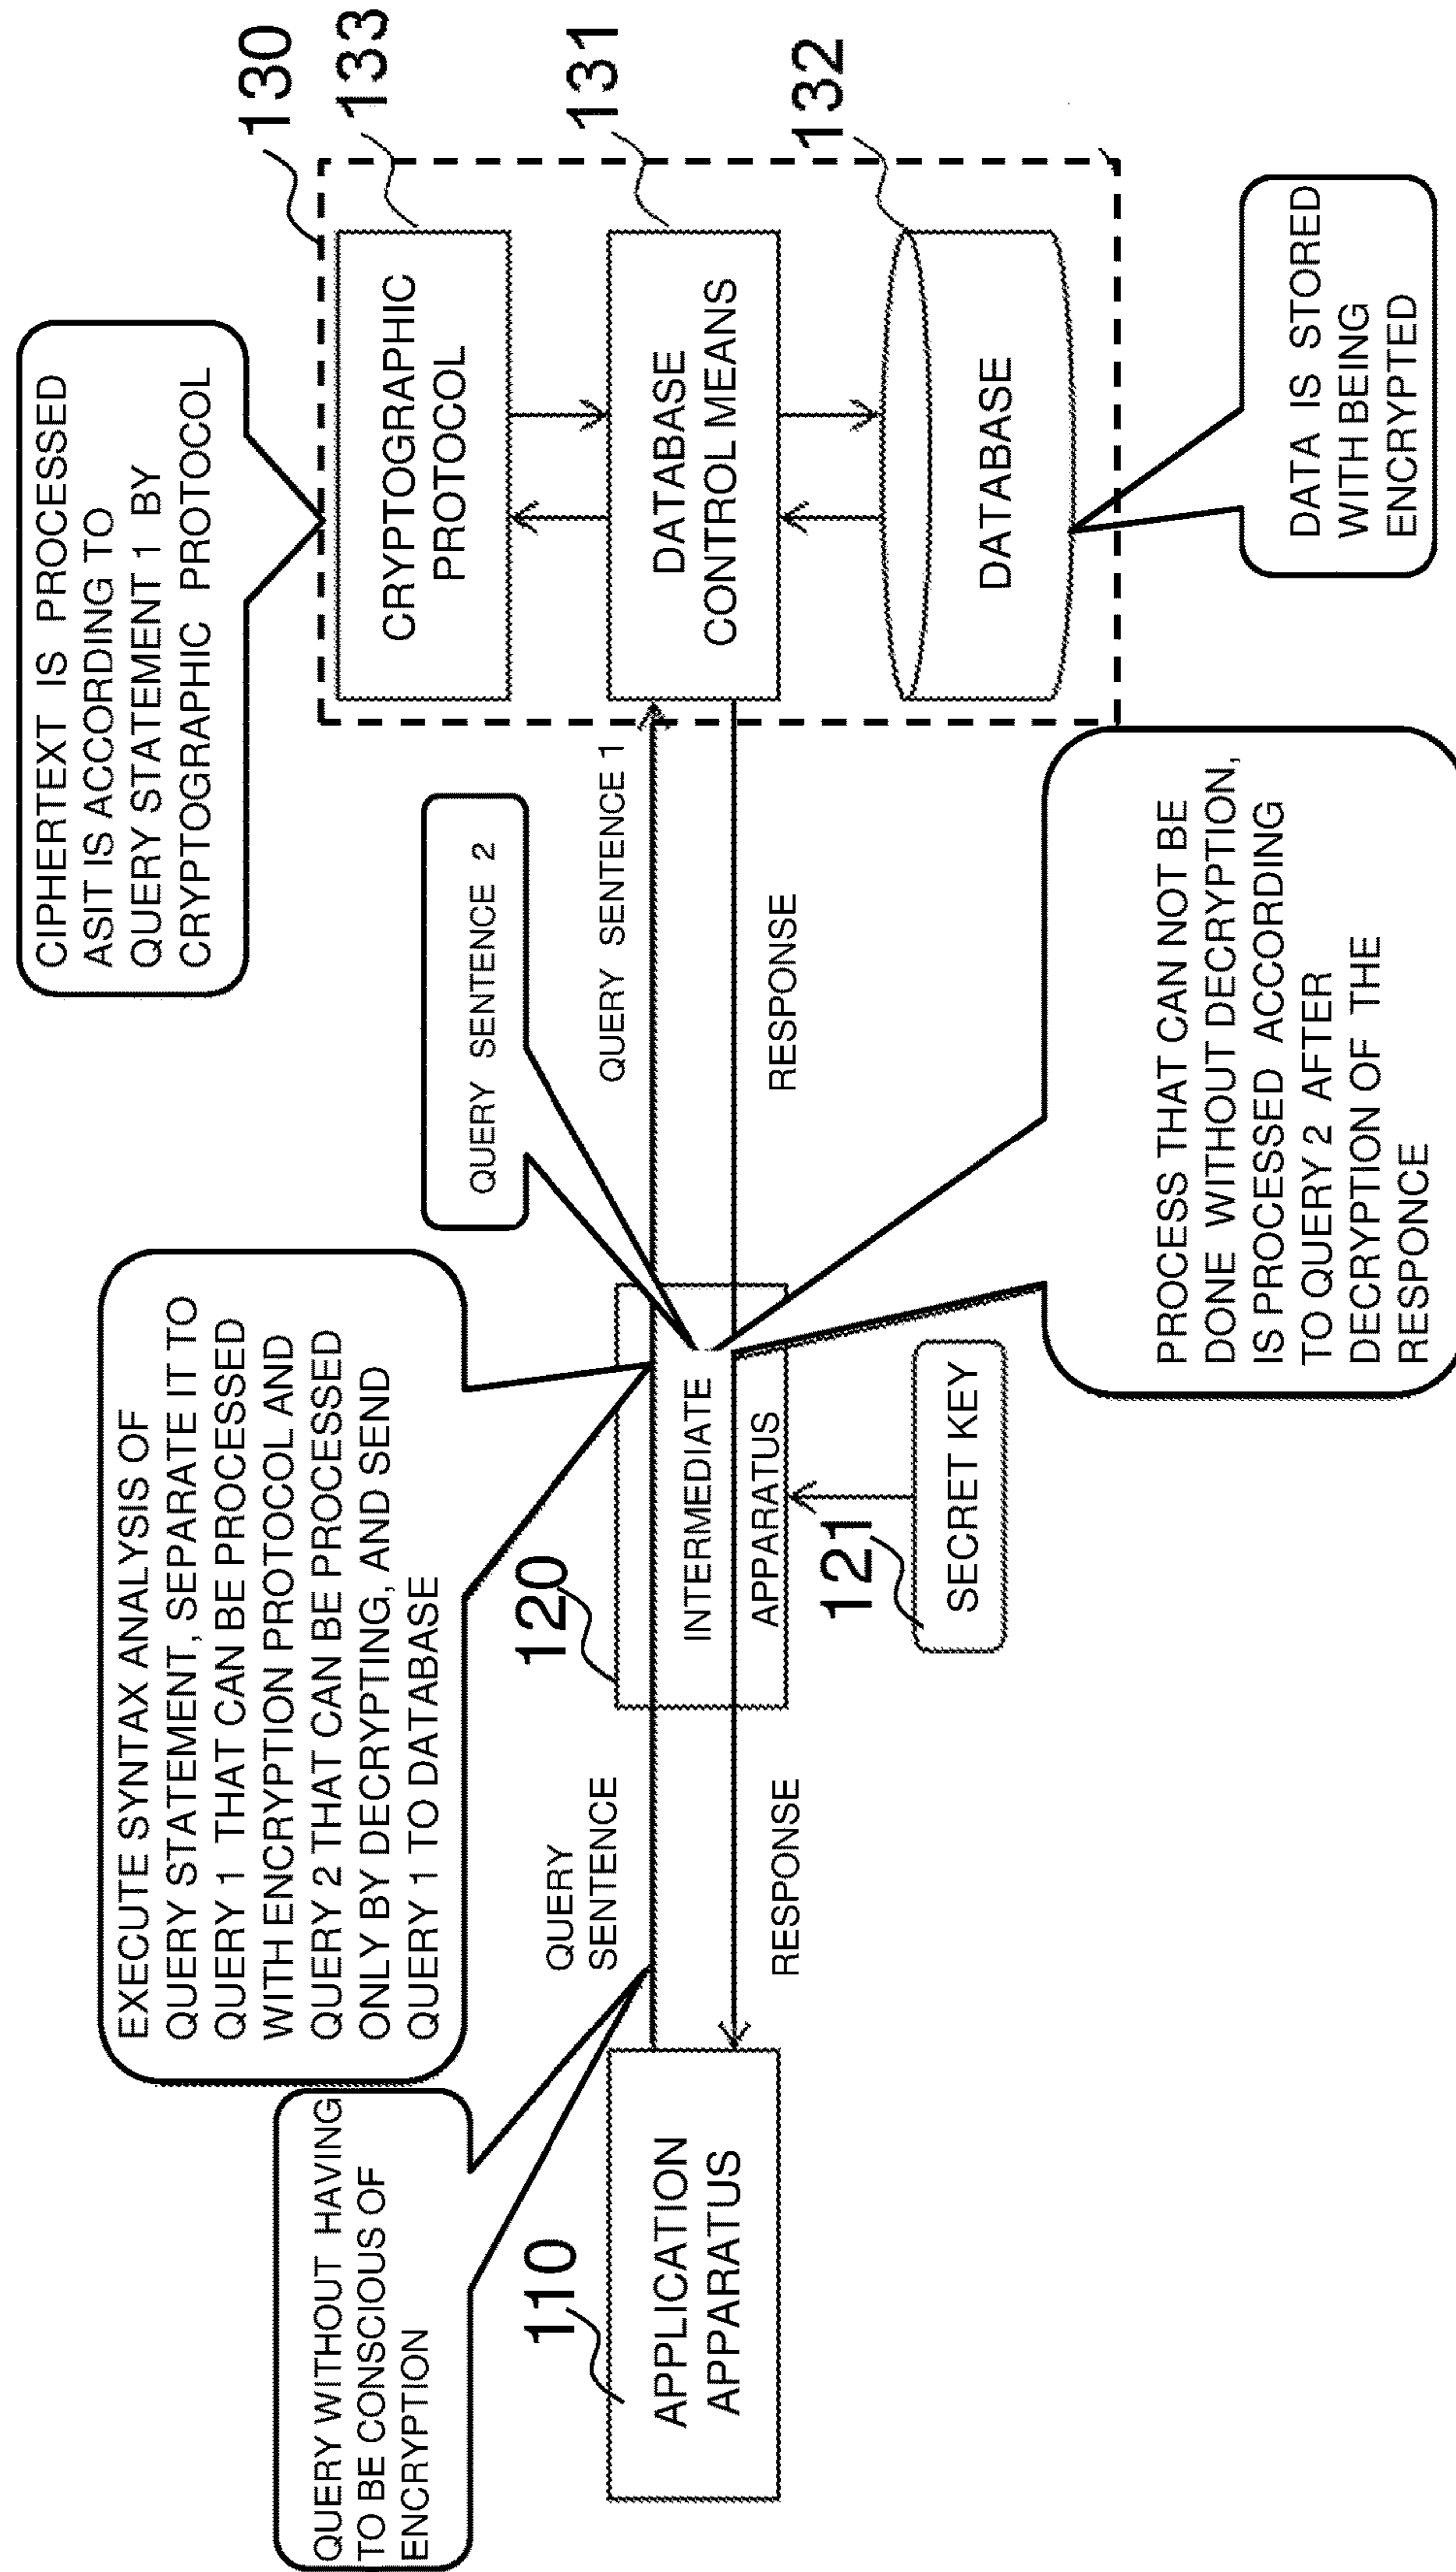 QUERY WITHOUT HAVING
TO BE CONSCIOUS OF
ENCRYPTION
EXECUTE SYNTAX ANALYSIS OF
QUERY STATEMENT, SEPARATE IT TO
QUERY 1 THAT CAN BE PROCESSED
WITH ENCRYPTION PROTOCOL AND
QUERY 2 THAT CAN BE PROCESSED
ONLY BY DECRYPTING, AND SEND
QUERY 1 TO DATABASE
CIPHERTEXT IS PROCESSED
ASIT IS ACCORDING TO
QUERY STATEMENT 1 BY
CRYPTOGRAPHIC PROTOCOL
110
APPLICATION
APPARATUS
QUERY
SENTENCE
RESPONSE
120
INTERMEDIATE
APPARATUS
121
SECRET KEY
QUERY SENTENCE 2
QUERY SENTENCE 1
RESPONSE
130
133
CRYPTOGRAPHIC
PROTOCOL
131
DATABASE
CONTROL MEANS
132
DATABASE
PROCESS THAT CAN NOT BE
DONE WITHOUT DECRYPTION,
IS PROCESSED ACCORDING
TO QUERY 2 AFTER
DECRYPTION OF THE
RESPONCE
DATA IS STORED
WITH BEING
ENCRYPTED